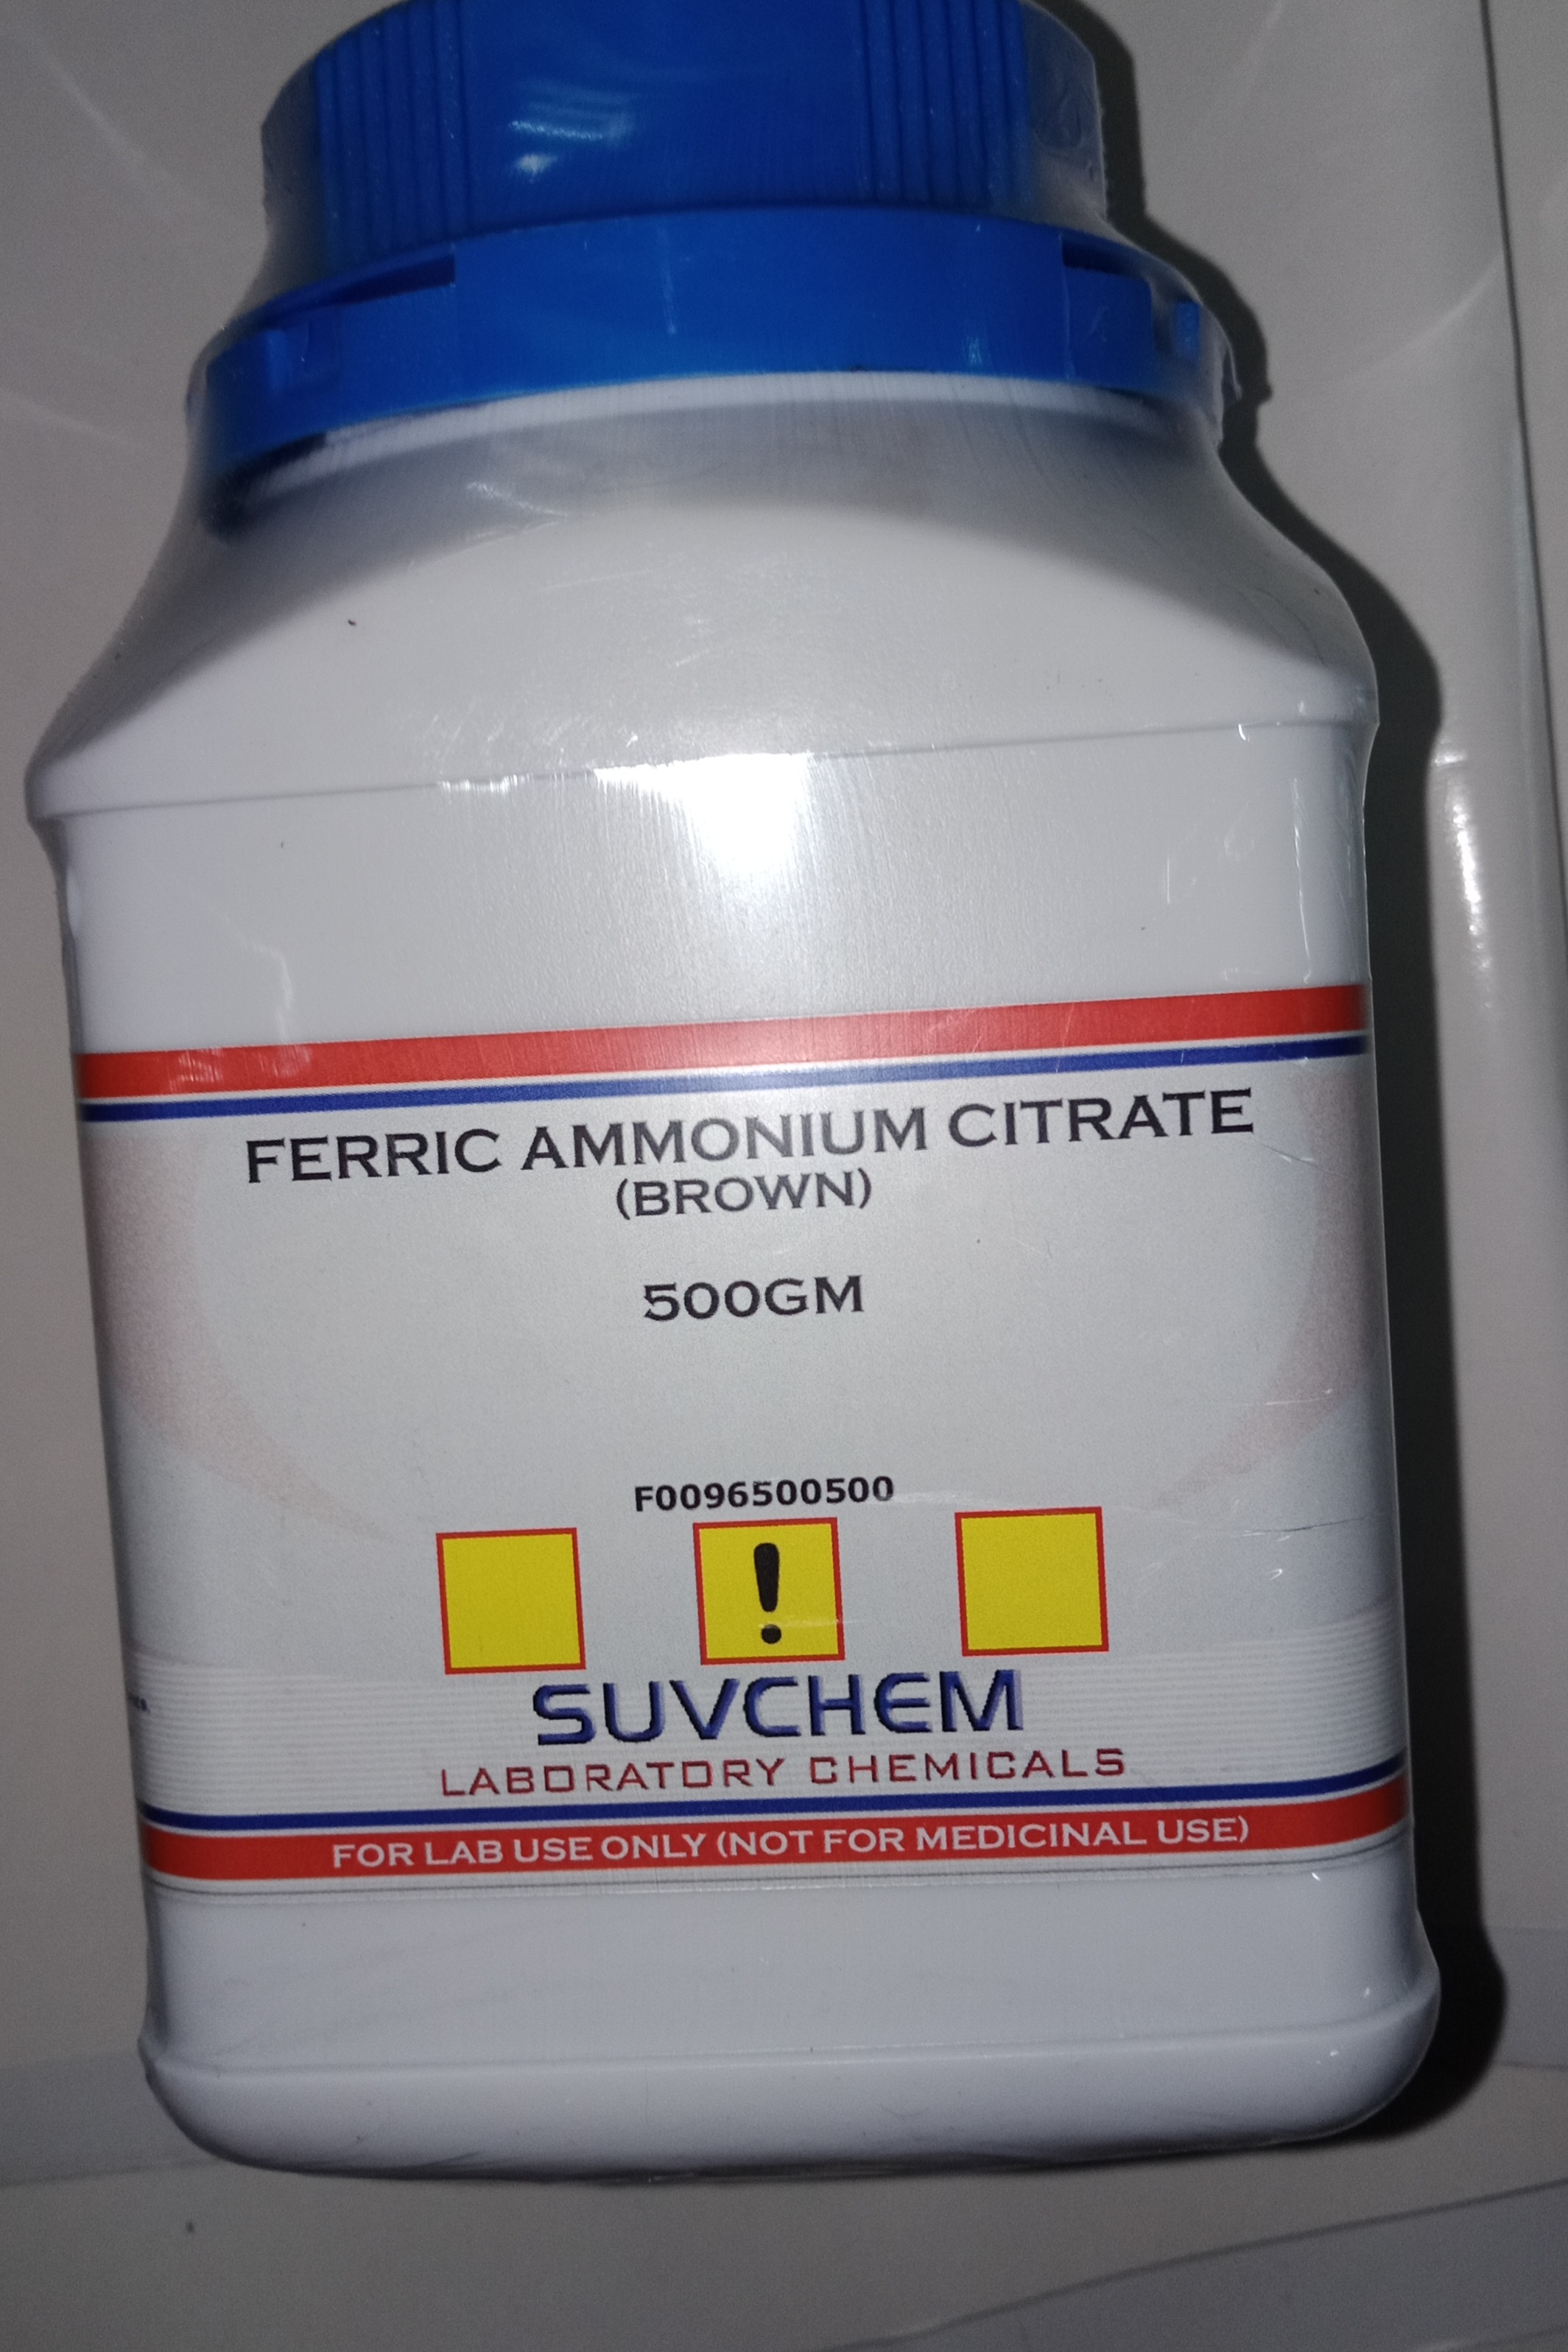 FERRIC AMMONIUM CITRATE
(BROWN)
500GM
F0096500500
!
SUVCHEM
LABORATORY CHEMICALS
FOR LAB USE ONLY (NOT FOR MEDICINAL USE)